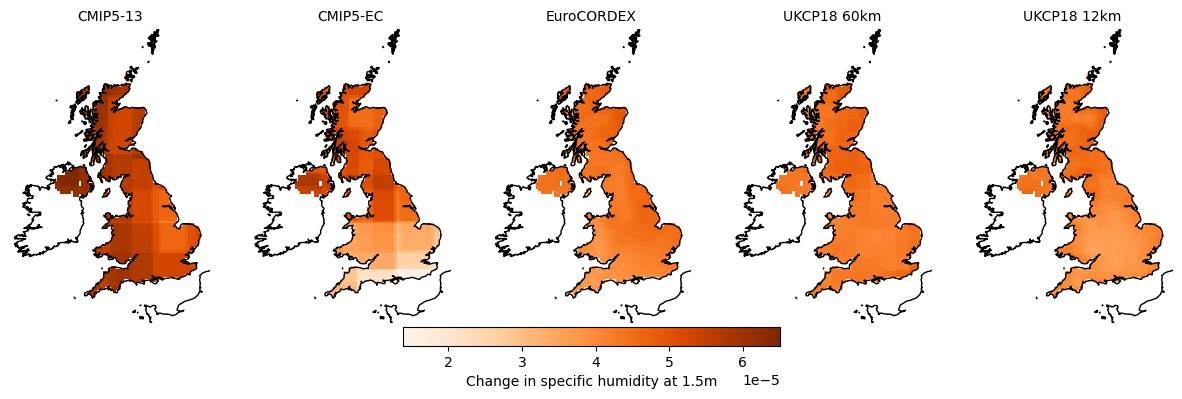 CMIP5-13 CMIP5-EC EuroCORDEX UKCP18 60km UKCP18 12km
2 3 4 5 6
1e−5
Change in specific humidity at 1.5m